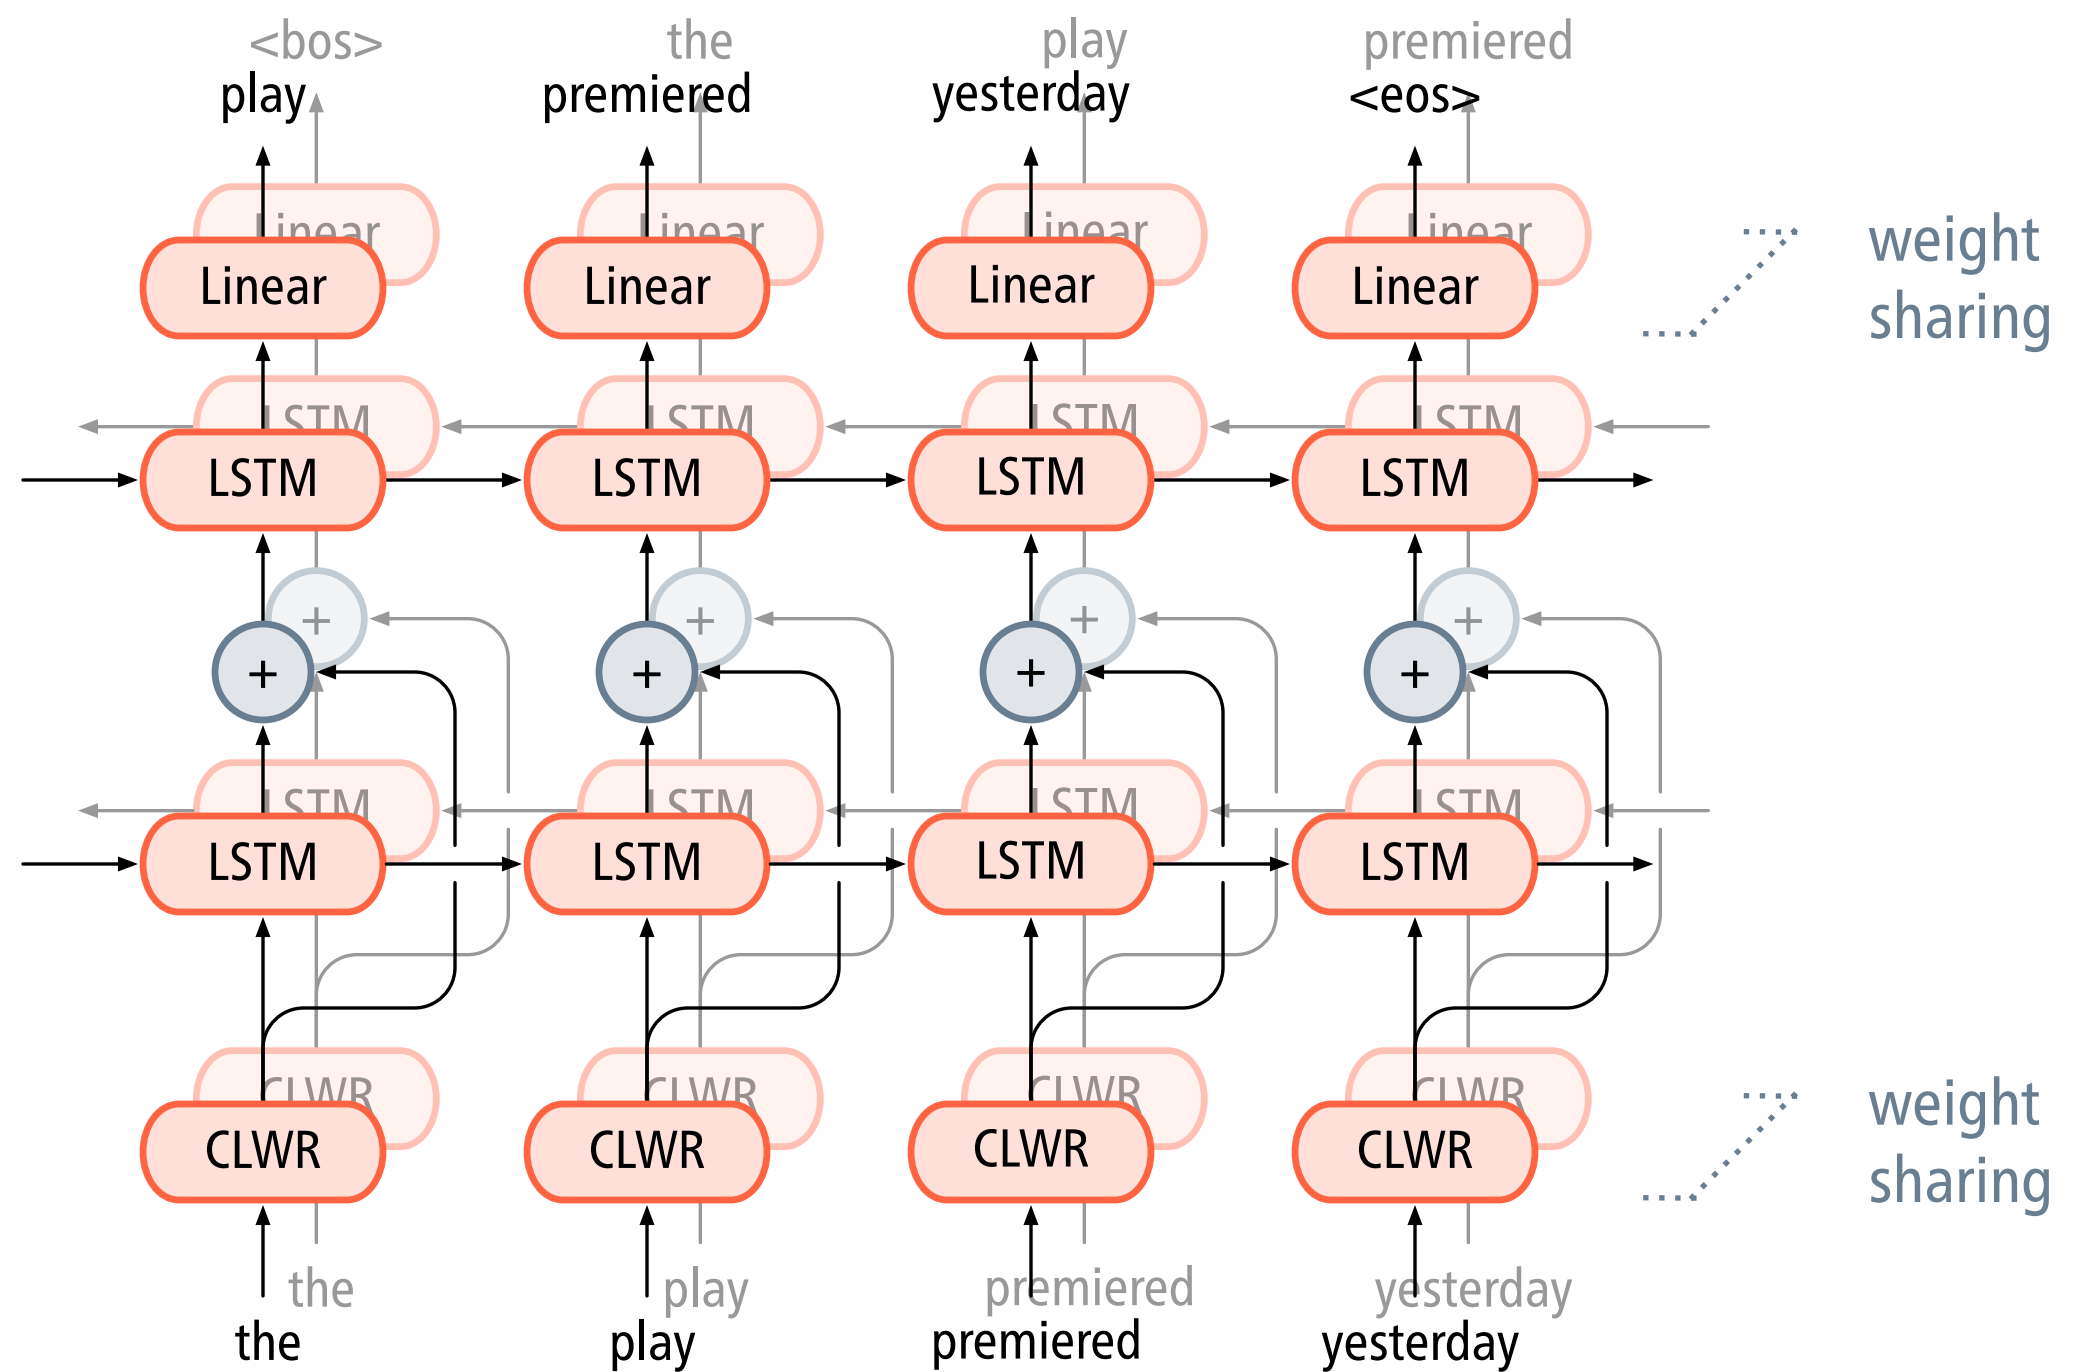 <bos> the play premiered
play premiered yesterday <eos>
Linear Linear Linear Linear
Linear Linear Linear Linear
weight
sharing
LSTM LSTM LSTM LSTM
LSTM LSTM LSTM LSTM
+ + + +
+ + + +
LSTM LSTM LSTM LSTM
LSTM LSTM LSTM LSTM
CLWR CLWR CLWR CLWR
CLWR CLWR CLWR CLWR
weight
sharing
the play premiered yesterday
the play premiered yesterday